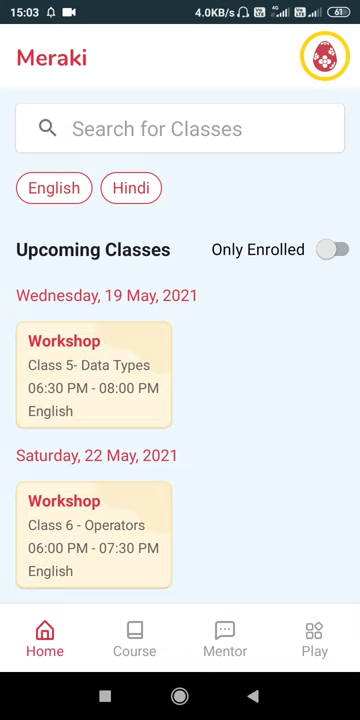 15:03 4.0KB/s 4G 61
Meraki
Search for Classes
English Hindi
Upcoming Classes Only Enrolled
Wednesday, 19 May, 2021
Workshop
Class 5- Data Types
06:30 PM - 08:00 PM
English
Saturday, 22 May, 2021
Workshop
Class 6 - Operators
06:00 PM - 07:30 PM
English
Home Course Mentor Play